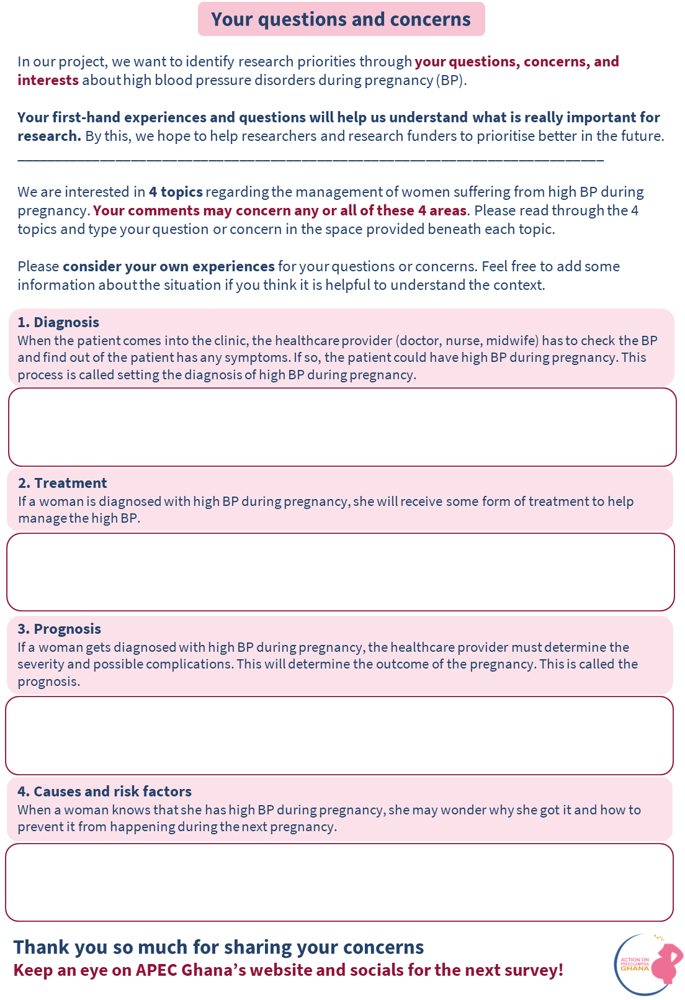 Your questions and concerns
In our project, we want to identify research priorities through your questions, concerns, and
interests about high blood pressure disorders during pregnancy (BP).
Your first-hand experiences and questions will help us understand what is really important for
research. By this, we hope to help researchers and research funders to prioritise better in the future.
We are interested in 4 topics regarding the management of women suffering from high BP during
pregnancy. Your comments may concern any or all of these 4 areas. Please read through the 4
topics and type your question or concern in the space provided beneath each topic.
Please consider your own experiences for your questions or concerns. Feel free to add some
information about the situation if you think it is helpful to understand the context.
1. Diagnosis
When the patient comes into the clinic, the healthcare provider (doctor, nurse, midwife) has to check the BP
and find out of the patient has any symptoms. If so, the patient could have high BP during pregnancy. This
process is called setting the diagnosis of high BP during pregnancy.
2. Treatment
If a woman is diagnosed with high BP during pregnancy, she will receive some form of treatment to help
manage the high BP.
3. Prognosis
If a woman gets diagnosed with high BP during pregnancy, the healthcare provider must determine the
severity and possible complications. This will determine the outcome of the pregnancy. This is called the
prognosis.
4. Causes and risk factors
When a woman knows that she has high BP during pregnancy, she may wonder why she got it and how to
prevent it from happening during the next pregnancy.
Thank you so much for sharing your concerns
Keep an eye on APEC Ghana’s website and socials for the next survey!
ACTION ON
PREECLAMPSIA
GHANA